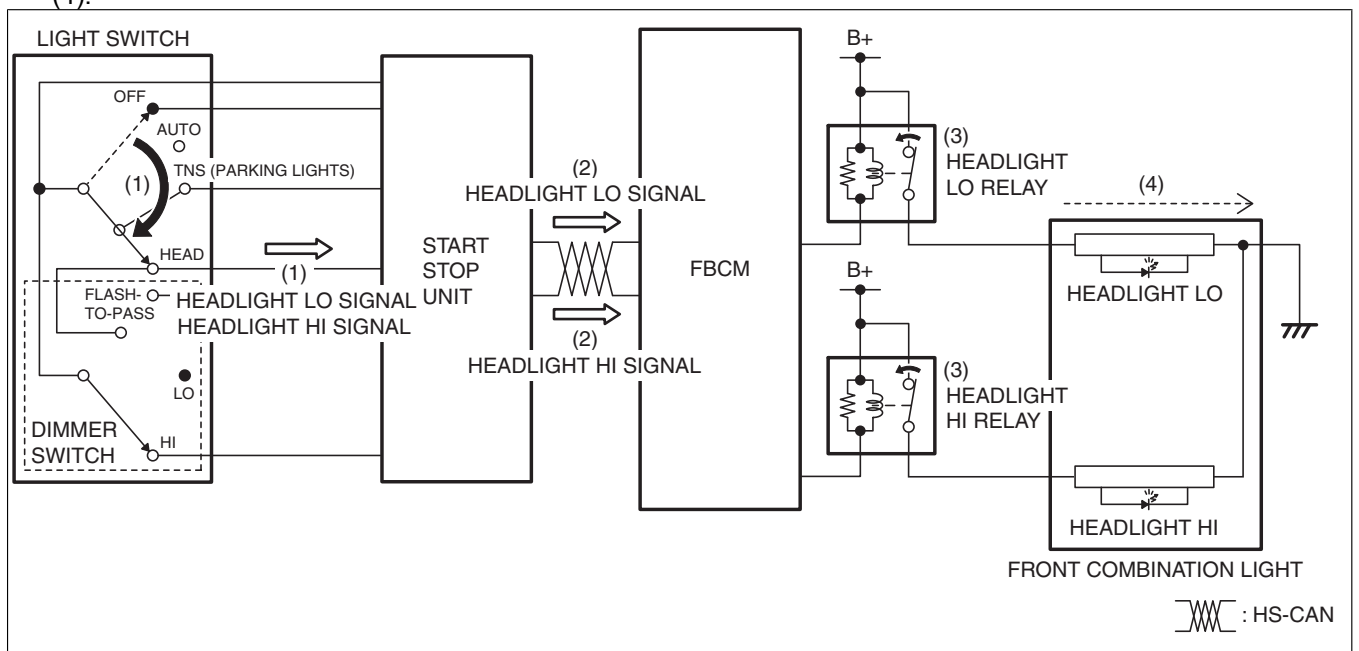 (4).
LIGHT SWITCH
OFF
AUTO
TNS (PARKING LIGHTS)
(1)
HEAD
(1)
FLASH-
TO-PASS
HEADLIGHT LO SIGNAL
HEADLIGHT HI SIGNAL
LO
DIMMER
SWITCH
HI
START
STOP
UNIT
(2)
HEADLIGHT LO SIGNAL
(2)
HEADLIGHT HI SIGNAL
FBCM
B+
(3)
HEADLIGHT
LO RELAY
B+
(3)
HEADLIGHT
HI RELAY
(4)
HEADLIGHT LO
HEADLIGHT HI
FRONT COMBINATION LIGHT
: HS-CAN